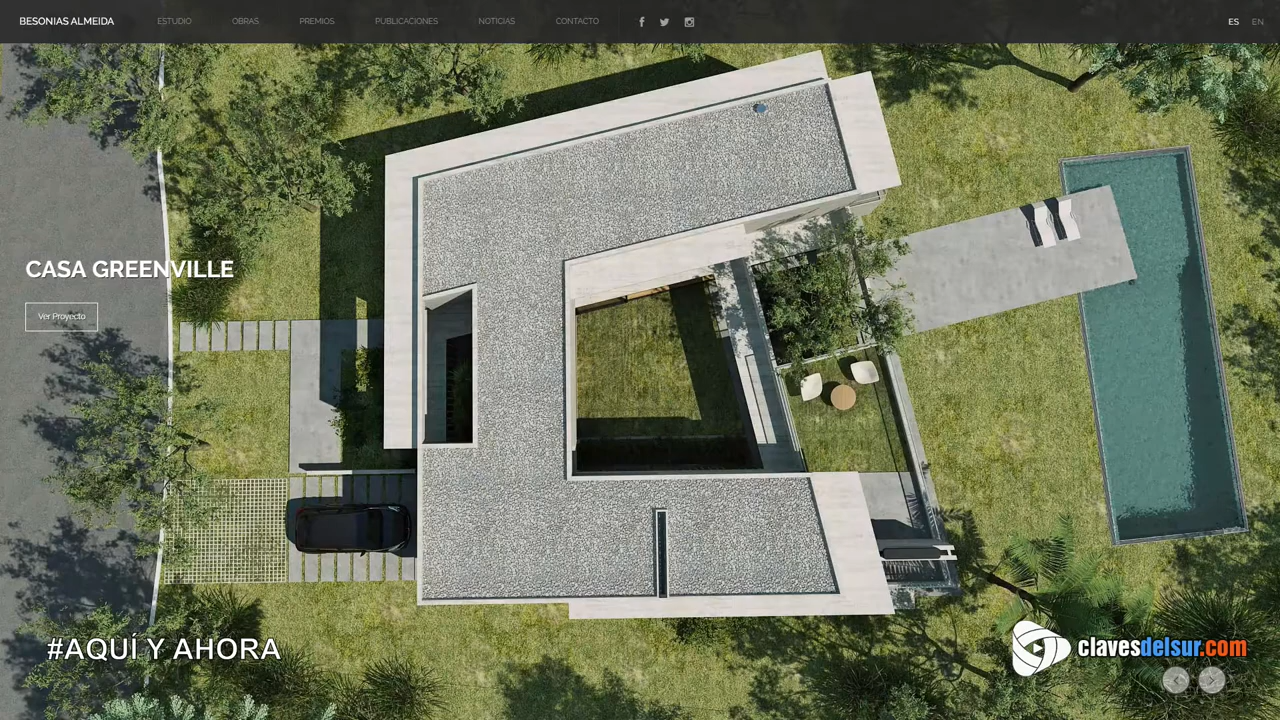 BESONIAS ALMEIDA
ESTUDIO
OBRAS
PREMIOS
PUBLICACIONES
NOTICIAS
CONTACTO
ES
EN
CASA GREENVILLE
Ver Proyecto
#AQUÍ Y AHORA
clavesdelsur.com